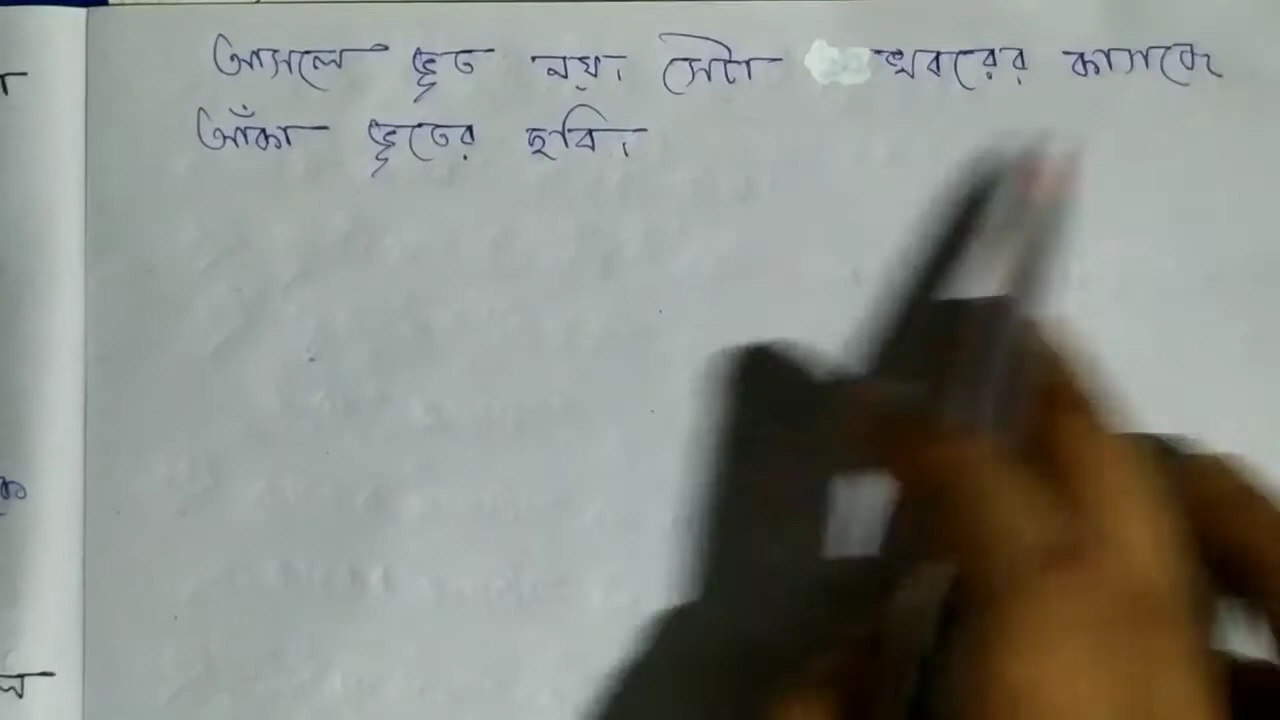 আসলে ভূত নয়। সেটা খবরের কাগজে
আঁকা ভূতের ছবি।